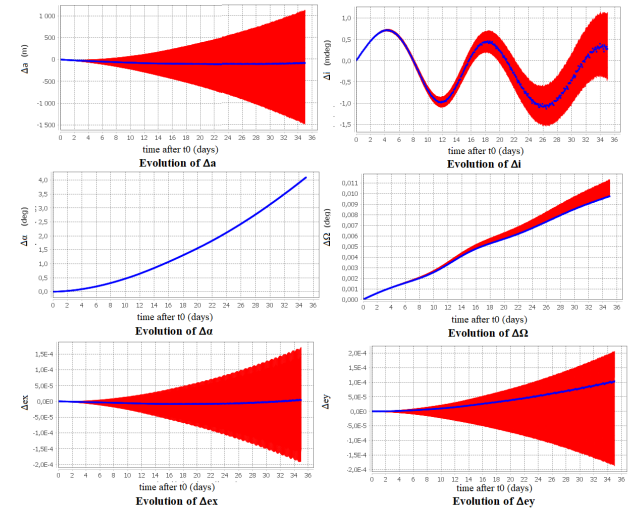 1 000
500
0
-500
-1 000
-1 500
Δa (m)
0 2 4 6 8 10 12 14 16 18 20 22 24 26 28 30 32 34 36
time after t0 (days)
Evolution of Δa
1,0
0,5
0,0
-0,5
-1,0
-1,5
Δi (mdeg)
0 2 4 6 8 10 12 14 16 18 20 22 24 26 28 30 32 34 36
time after t0 (days)
Evolution of Δi
4,0
3,5
3,0
2,5
2,0
1,5
1,0
0,5
0,0
Δα (deg)
0 2 4 6 8 10 12 14 16 18 20 22 24 26 28 30 32 34 36
time after t0 (days)
Evolution of Δα
0,011
0,010
0,009
0,008
0,007
0,006
0,005
0,004
0,003
0,002
0,001
0,000
ΔΩ (deg)
0 2 4 6 8 10 12 14 16 18 20 22 24 26 28 30 32 34 36
time after t0 (days)
Evolution of ΔΩ
1,5E-4
1,0E-4
5,0E-5
0,0E0
-5,0E-5
-1,0E-4
-1,5E-4
-2,0E-4
Δex
0 2 4 6 8 10 12 14 16 18 20 22 24 26 28 30 32 34 36
time after t0 (days)
Evolution of Δex
2,0E-4
1,5E-4
1,0E-4
5,0E-5
0,0E0
-5,0E-5
-1,0E-4
-1,5E-4
-2,0E-4
Δey
0 2 4 6 8 10 12 14 16 18 20 22 24 26 28 30 32 34 36
time after t0 (days)
Evolution of Δey